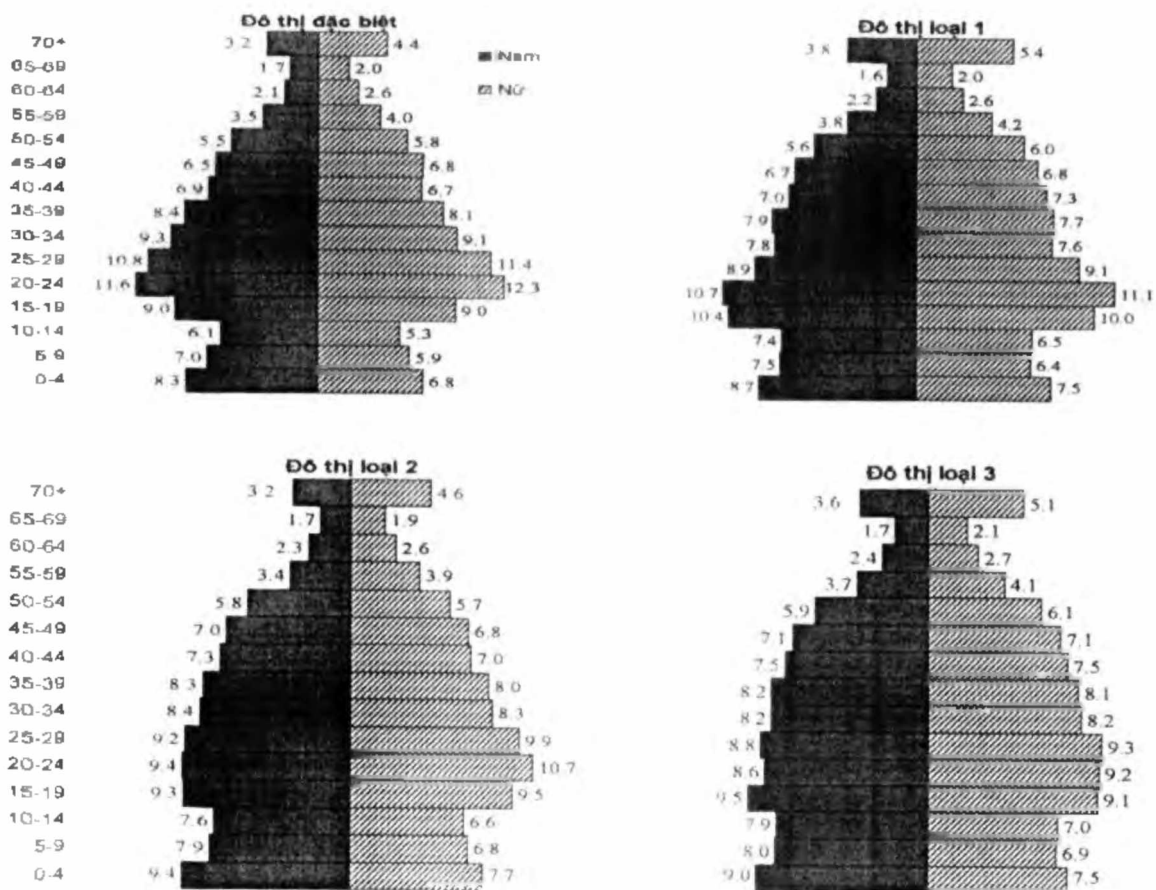 Đô thị đặc biệt
70+ 3.2 4.4
65-69 1.7 2.0
60-64 2.1 2.6
55-59 3.5 4.0
50-54 5.5 5.8
45-49 6.5 6.8
40-44 6.9 6.7
35-39 8.4 8.1
30-34 9.3 9.1
25-29 10.8 11.4
20-24 11.6 12.3
15-19 9.0 9.0
10-14 6.1 5.3
5-9 7.0 5.9
0-4 8.3 6.8
Nam
Nữ
Đô thị loại 1
3.8 5.4
1.6 2.0
2.2 2.6
3.8 4.2
5.6 6.0
6.7 6.8
7.0 7.3
7.9 7.7
7.8 7.6
8.9 9.1
10.7 11.1
10.4 10.0
7.4 6.5
7.5 6.4
8.7 7.5
Đô thị loại 2
70+ 3.2 4.6
65-69 1.7 1.9
60-64 2.3 2.6
55-59 3.4 3.9
50-54 5.8 5.7
45-49 7.0 6.8
40-44 7.3 7.0
35-39 8.3 8.0
30-34 8.4 8.3
25-29 9.2 9.9
20-24 9.4 10.7
15-19 9.3 9.5
10-14 7.6 6.6
5-9 7.9 6.8
0-4 9.4 7.7
Đô thị loại 3
3.6 5.1
1.7 2.1
2.4 2.7
3.7 4.1
5.9 6.1
7.1 7.1
7.5 7.5
8.2 8.1
8.2 8.2
8.8 9.3
8.6 9.2
9.5 9.1
7.9 7.0
8.0 6.9
9.0 7.5